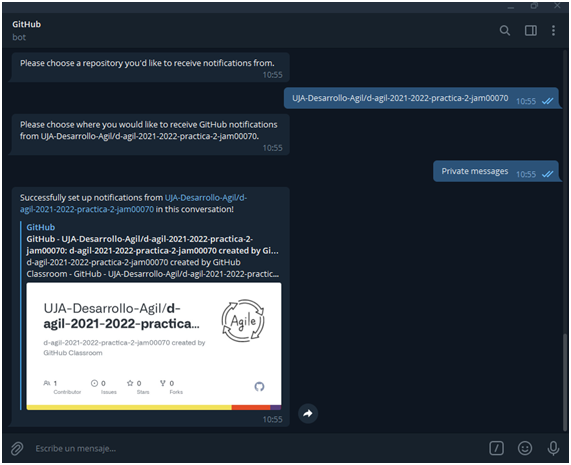 GitHub
bot
Please choose a repository you'd like to receive notifications from.
10:55
UJA-Desarrollo-Agil/d-agil-2021-2022-practica-2-jam00070 10:55
Please choose where you would like to receive GitHub notifications
from UJA-Desarrollo-Agil/d-agil-2021-2022-practica-2-jam00070.
10:55
Private messages 10:55
Successfully set up notifications from UJA-Desarrollo-Agil/d-
agil-2021-2022-practica-2-jam00070 in this conversation!
GitHub
GitHub - UJA-Desarrollo-Agil/d-agil-2021-2022-practica-2-
jam00070: d-agil-2021-2022-practica-2-jam00070 created by Gi...
d-agil-2021-2022-practica-2-jam00070 created by GitHub
Classroom - GitHub - UJA-Desarrollo-Agil/d-agil-2021-2022-practic...
UJA-Desarrollo-Agil/d-
agil-2021-2022-practica...
Agile
d-agil-2021-2022-practica-2-jam00070 created by
GitHub Classroom
1 0 0 0
Contributor Issues Stars Forks
10:55
Escribe un mensaje...